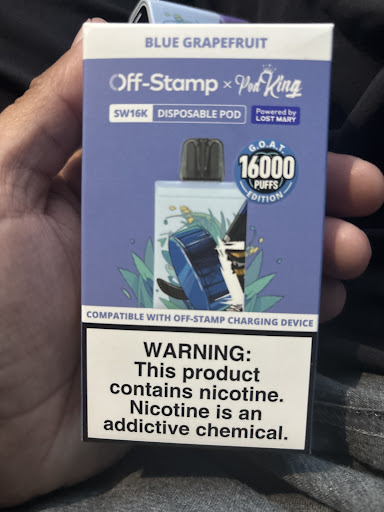 BLUE GRAPEFRUIT
Off-Stamp × Pod King
SW16K DISPOSABLE POD
Powered by
LOST MARY
G.O.A.T.
16000
PUFFS
EDITION
COMPATIBLE WITH OFF-STAMP CHARGING DEVICE
WARNING:
This product
contains nicotine.
Nicotine is an
addictive chemical.